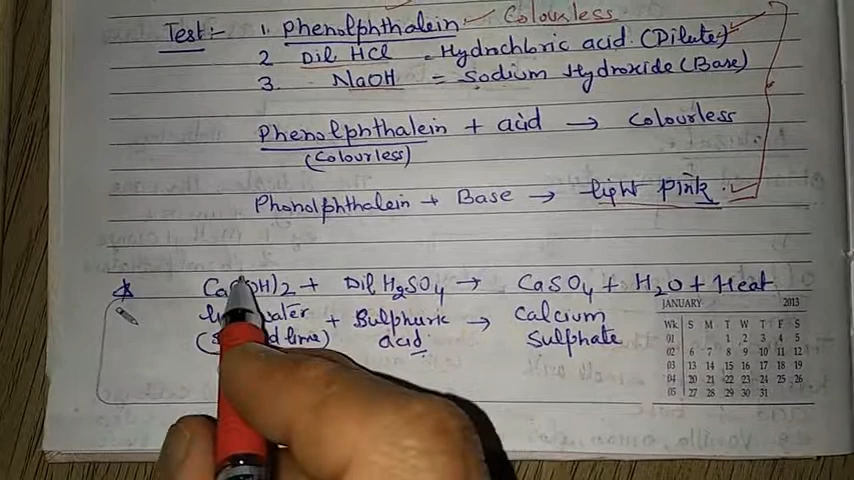 Test:- 1. Phenolphthalein ✓ Colourless
2 Dil HCl = Hydrochloric acid (Dilute)
3. NaOH = Sodium Hydroxide (Base)
Phenolphthalein + acid → Colourless
(Colourless)
Phenolphthalein + Base → light pink ✓
Ca(OH)2 + Dil H2SO4 → CaSO4 + H2O + Heat
+ Sulphuric → Calcium
acid Sulphate
JANUARY 2013
Wk S M T W T F S
01 1 2 3 4 5
02 6 7 8 9 10 11 12
03 13 14 15 16 17 18 19
04 20 21 22 23 24 25 26
05 27 28 29 30 31